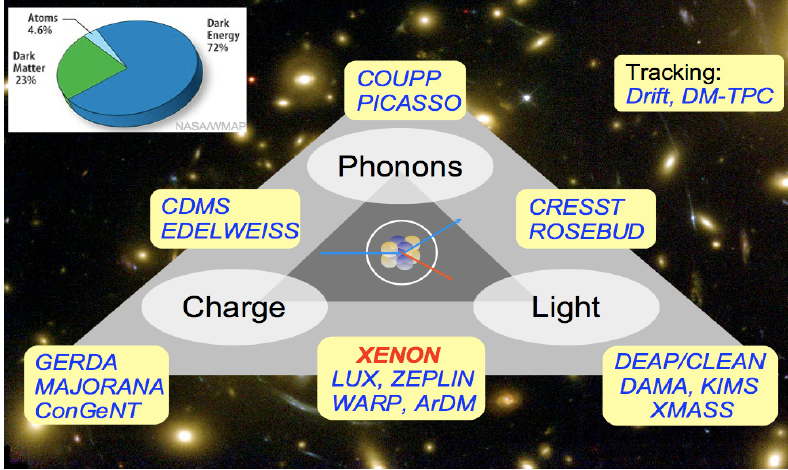 Atoms
4.6%
Dark
Energy
72%
Dark
Matter
23%
NASA/WMAP
COUPP
PICASSO
Tracking:
Drift, DM-TPC
Phonons
CDMS
EDELWEISS
CRESST
ROSEBUD
Charge
Light
GERDA
MAJORANA
ConGeNT
XENON
LUX, ZEPLIN
WARP, ArDM
DEAP/CLEAN
DAMA, KIMS
XMASS